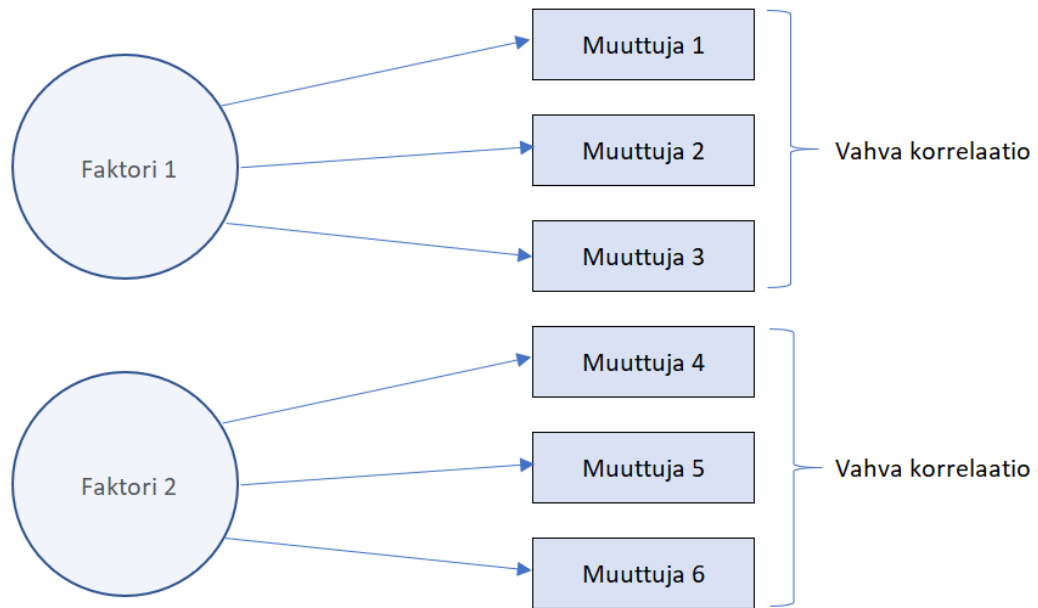 Faktori 1
Muuttuja 1
Muuttuja 2
Muuttuja 3
Vahva korrelaatio
Faktori 2
Muuttuja 4
Muuttuja 5
Muuttuja 6
Vahva korrelaatio